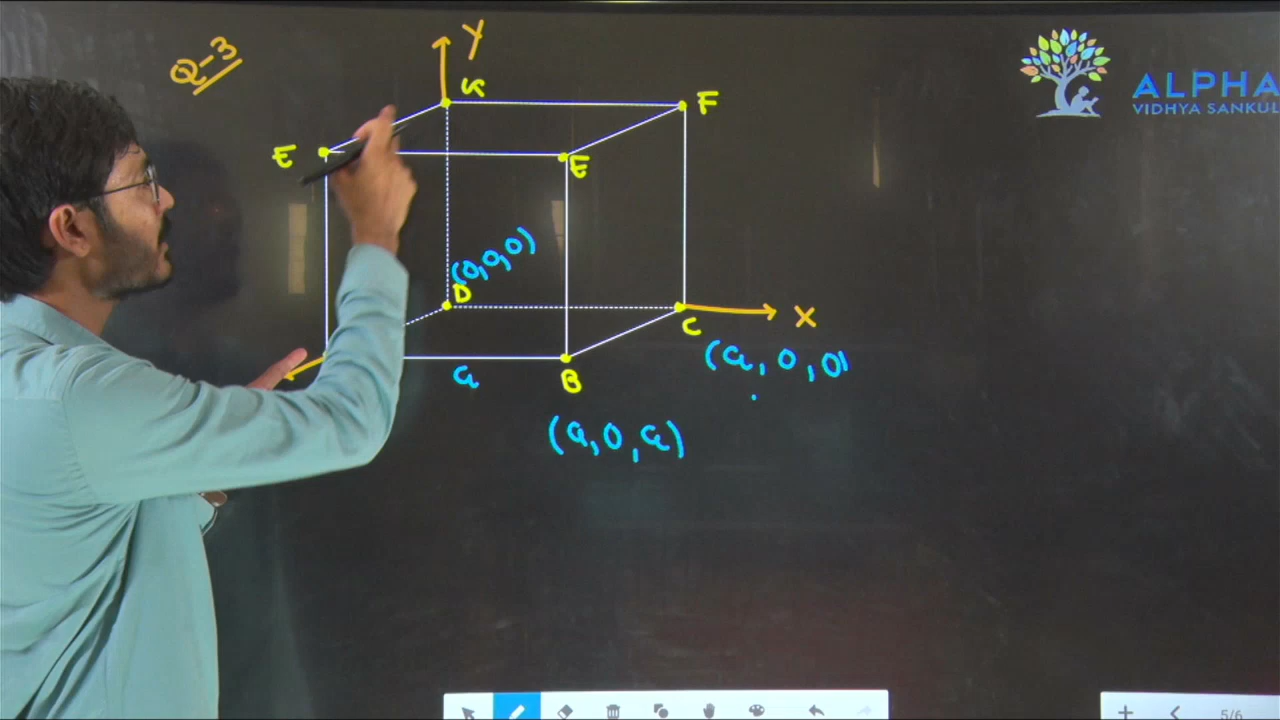 Q-3
Y
G
F
E
E
(0,0,0)
D
X
C
(a, 0, 0)
a
B
(a, 0, a)
ALPHA
VIDHYA SANKUL
5/6